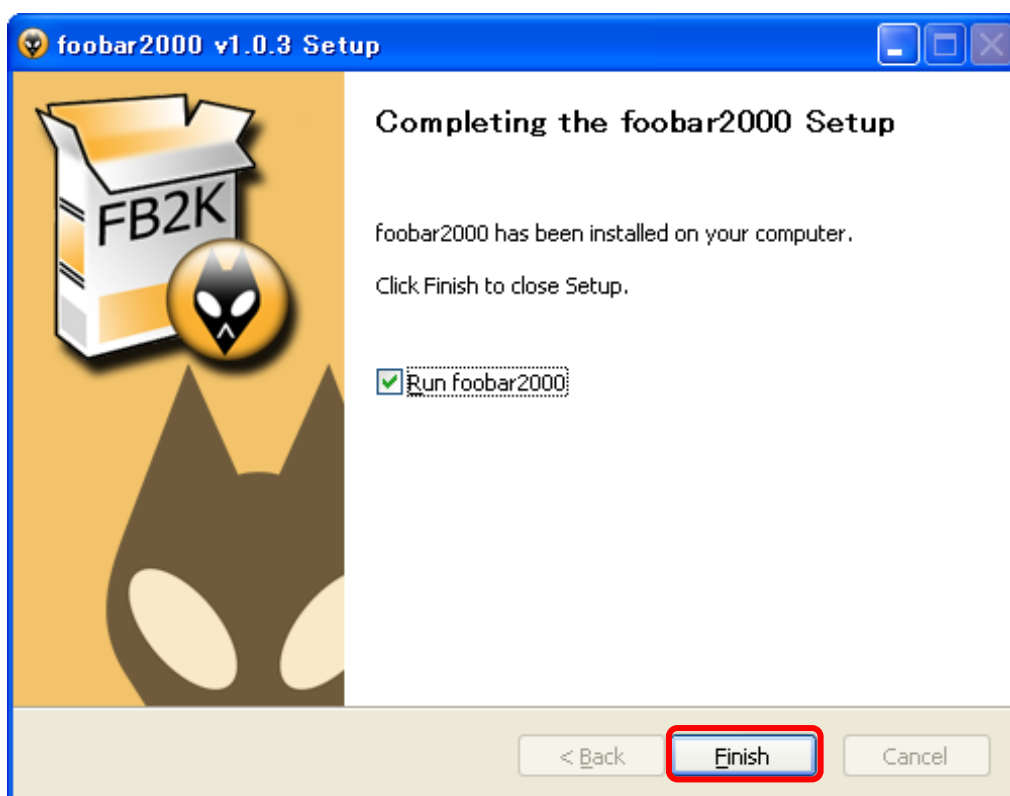 foobar2000 v1.0.3 Setup
FB2K
Completing the foobar2000 Setup
foobar2000 has been installed on your computer.
Click Finish to close Setup.
Run foobar2000
< Back
Finish
Cancel